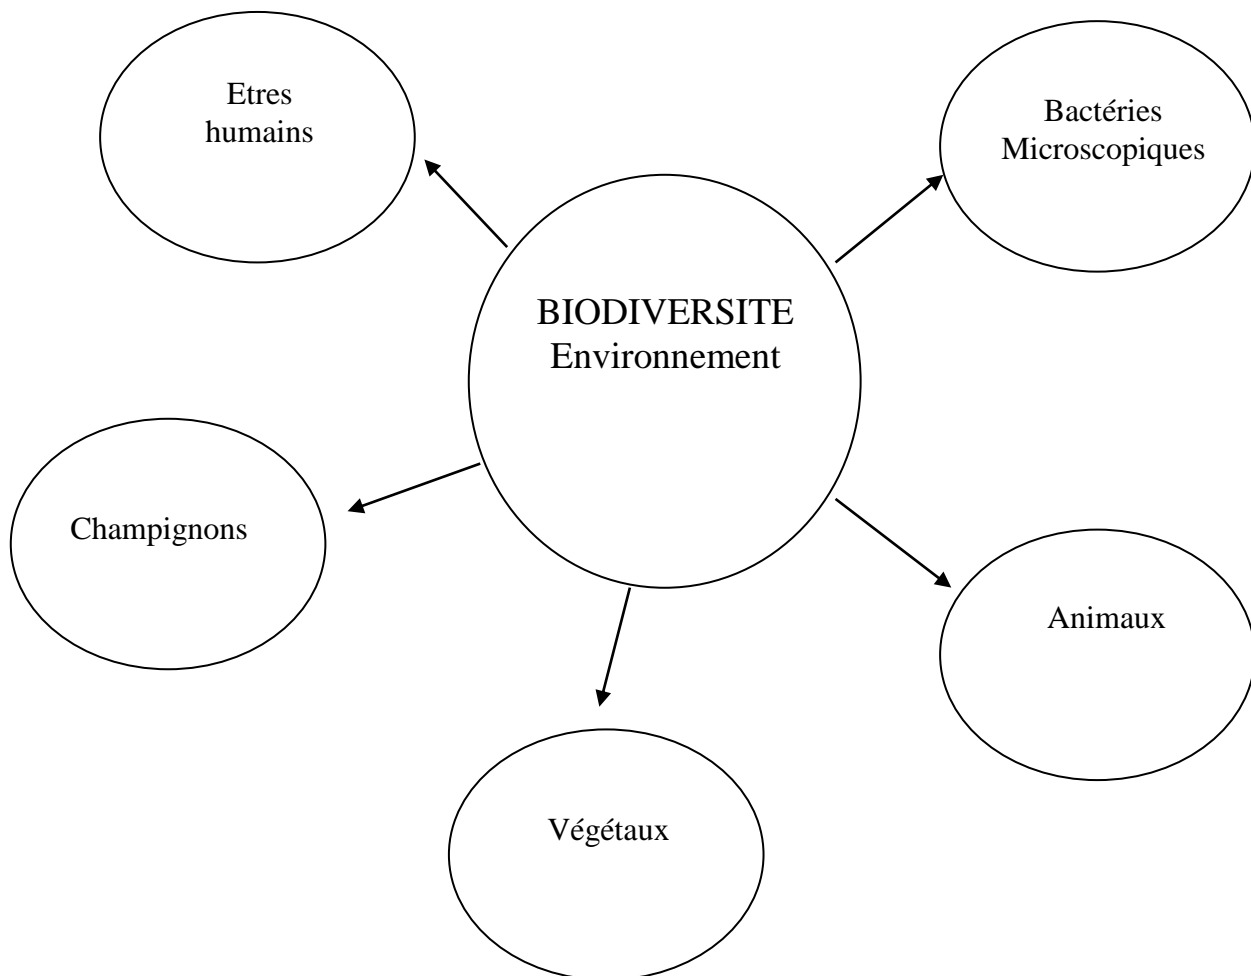 Etres
humains
Bactéries
Microscopiques
BIODIVERSITE
Environnement
Champignons
Animaux
Végétaux